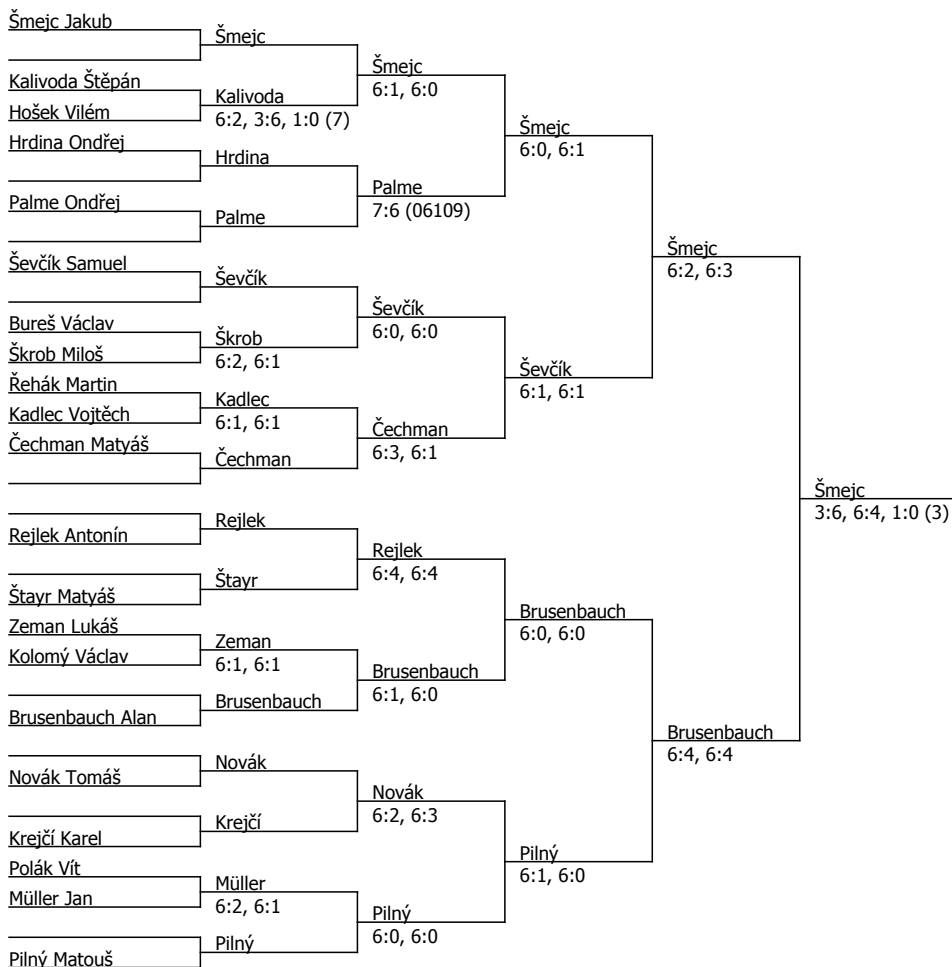 Šmejc Jakub
Šmejc
Šmejc
6:1, 6:0
Kalivoda Štěpán
Kalivoda
6:2, 3:6, 1:0 (7)
Hošek Vilém
Šmejc
6:0, 6:1
Hrdina Ondřej
Hrdina
Palme
7:6 (06109)
Palme Ondřej
Palme
Šmejc
6:2, 6:3
Ševčík Samuel
Ševčík
Ševčík
6:0, 6:0
Bureš Václav
Škrob
6:2, 6:1
Škrob Miloš
Ševčík
6:1, 6:1
Řehák Martin
Kadlec
6:1, 6:1
Kadlec Vojtěch
Čechman
6:3, 6:1
Čechman Matyáš
Čechman
Šmejc
3:6, 6:4, 1:0 (3)
Rejlek
Rejlek Antonín
Rejlek
6:4, 6:4
Štayr
Štayr Matyáš
Brusenbauch
6:0, 6:0
Zeman Lukáš
Zeman
6:1, 6:1
Kolomý Václav
Brusenbauch
6:1, 6:0
Brusenbauch
Brusenbauch Alan
Brusenbauch
6:4, 6:4
Novák
Novák Tomáš
Novák
6:2, 6:3
Krejčí
Krejčí Karel
Pilný
6:1, 6:0
Polák Vít
Müller
6:2, 6:1
Müller Jan
Pilný
6:0, 6:0
Pilný
Pilný Matouš